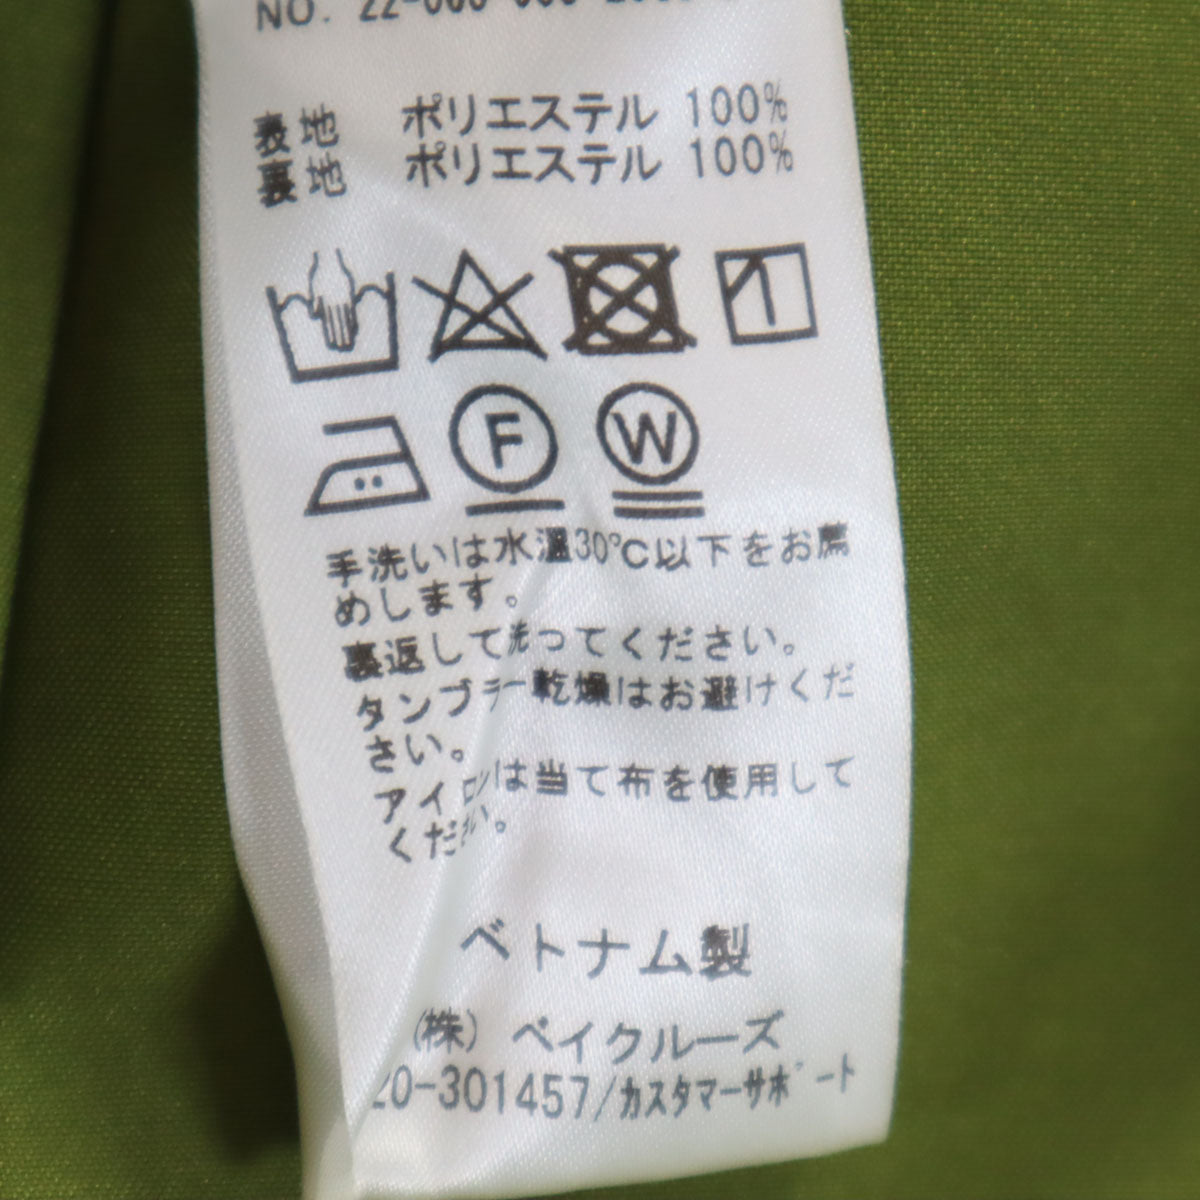 NO. 22-
表地 ポリエステル 100%
裏地 ポリエステル 100%
F W
手洗いは水温30℃以下をお薦
めします。
裏返して洗ってください。
タンブラー乾燥はお避けくだ
さい。
アイロンは当て布を使用して
ください。
ベトナム製
(株) ベイクルーズ
20-301457/カスタマーサポート